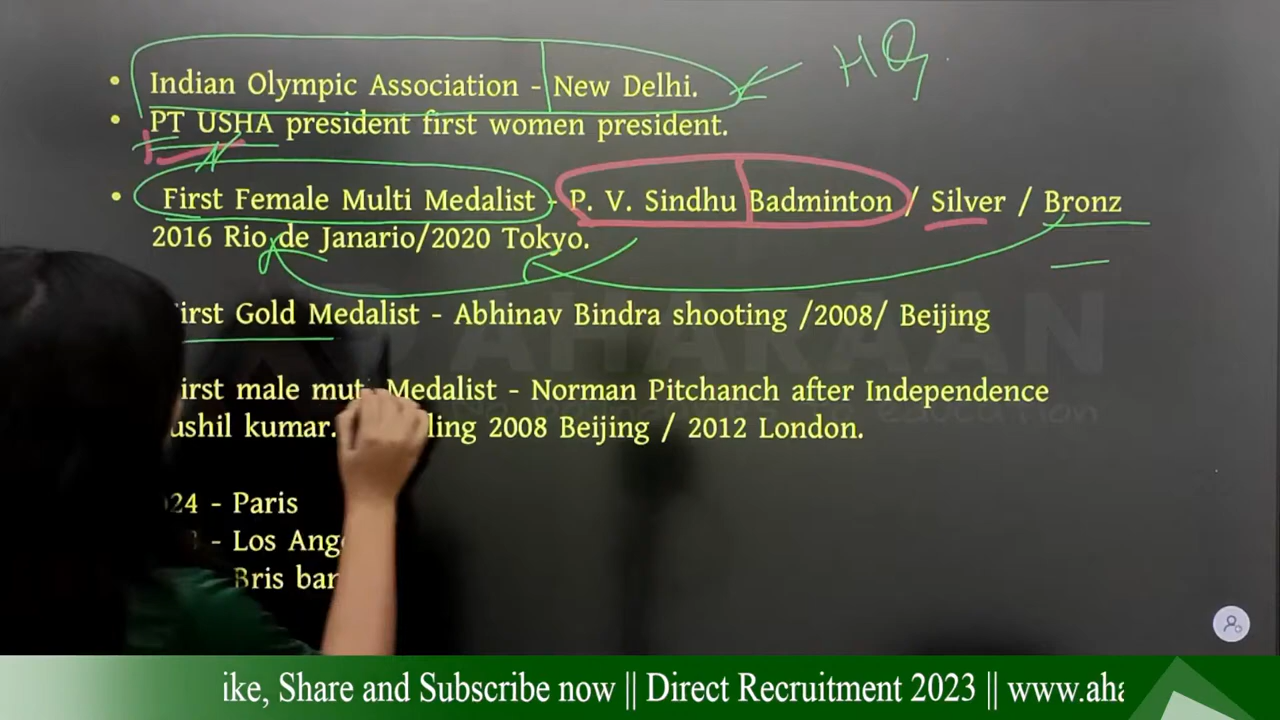 HQ
• Indian Olympic Association - New Delhi.
• PT USHA president first women president.
• First Female Multi Medalist - P. V. Sindhu Badminton / Silver / Bronz
2016 Rio de Janario/2020 Tokyo.
irst Gold Medalist - Abhinav Bindra shooting /2008/ Beijing
irst male mut Medalist - Norman Pitchanch after Independence
ushil kumar. ling 2008 Beijing / 2012 London.
24 - Paris
- Los Ang
Bris bar
AHARAAN
education
ike, Share and Subscribe now || Direct Recruitment 2023 || www.aha